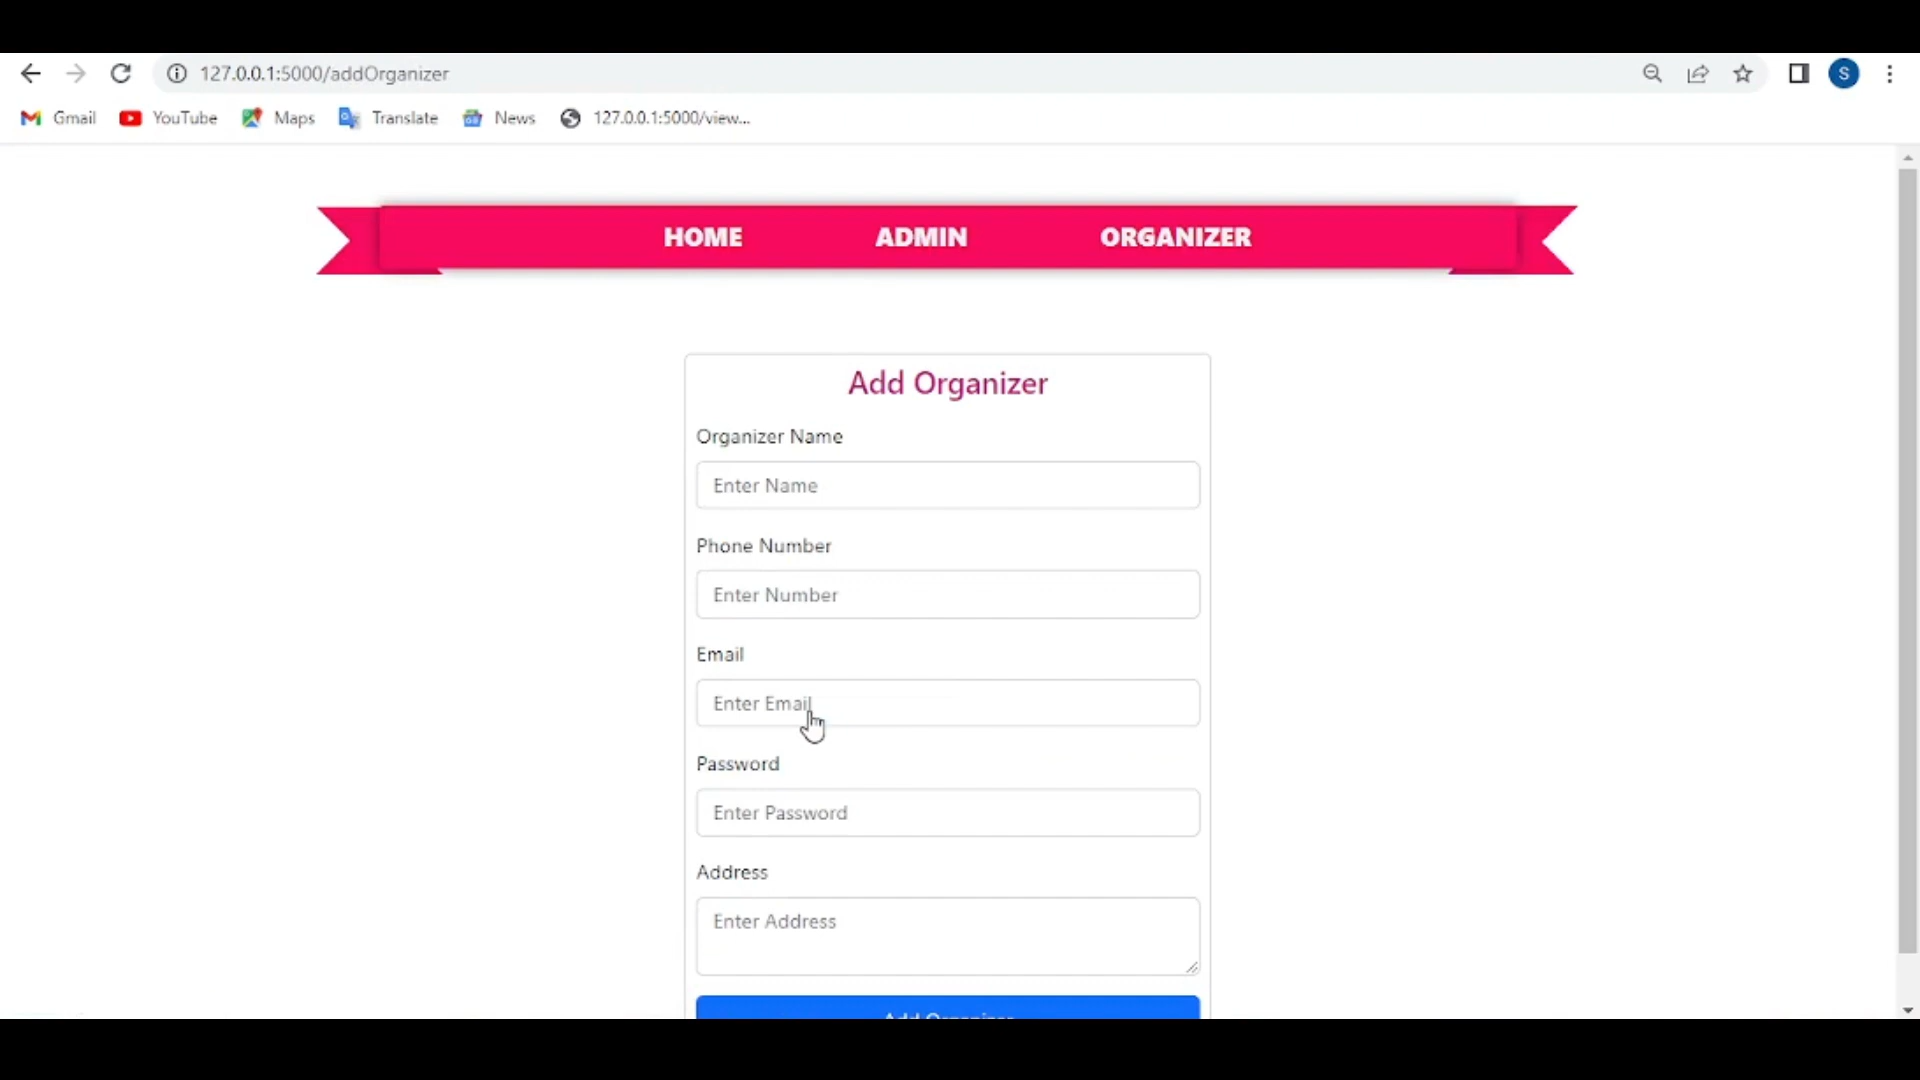 127.0.0.1:5000/addOrganizer
S
Gmail YouTube Maps Translate News 127.0.0.1:5000/view...
HOME ADMIN ORGANIZER
Add Organizer
Organizer Name
Enter Name
Phone Number
Enter Number
Email
Enter Email
Password
Enter Password
Address
Enter Address
Add Organizer